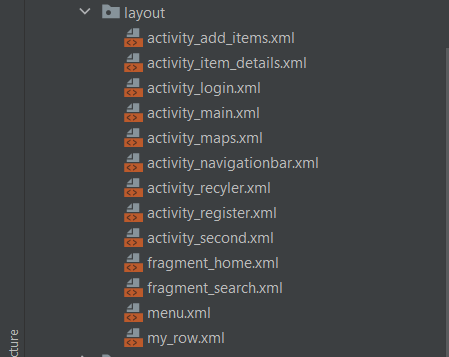 layout
activity_add_items.xml
activity_item_details.xml
activity_login.xml
activity_main.xml
activity_maps.xml
activity_navigationbar.xml
activity_recyler.xml
activity_register.xml
activity_second.xml
fragment_home.xml
fragment_search.xml
menu.xml
my_row.xml
cture